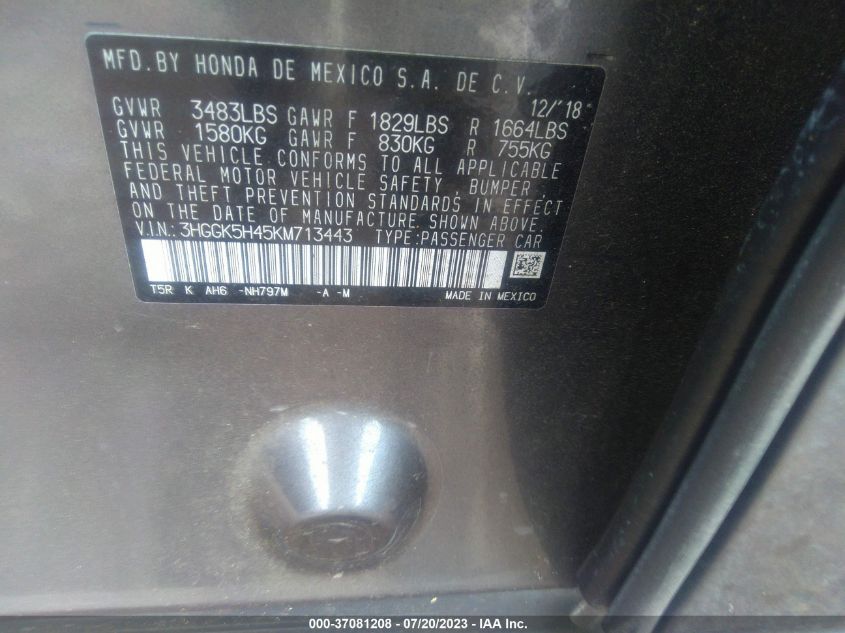 MFD. BY HONDA DE MEXICO S.A. DE C.V.
12/'18
GVWR 3483LBS GAWR F 1829LBS R 1664LBS
GVWR 1580KG GAWR F 830KG R 755KG
THIS VEHICLE CONFORMS TO ALL APPLICABLE
FEDERAL MOTOR VEHICLE SAFETY BUMPER
AND THEFT PREVENTION STANDARDS IN EFFECT
ON THE DATE OF MANUFACTURE SHOWN ABOVE.
V.I.N.: 3HGGK5H45KM713443 TYPE:PASSENGER CAR
T5R K AH6 -NH797M -A -M MADE IN MEXICO
000-37081208 - 07/20/2023 - IAA Inc.